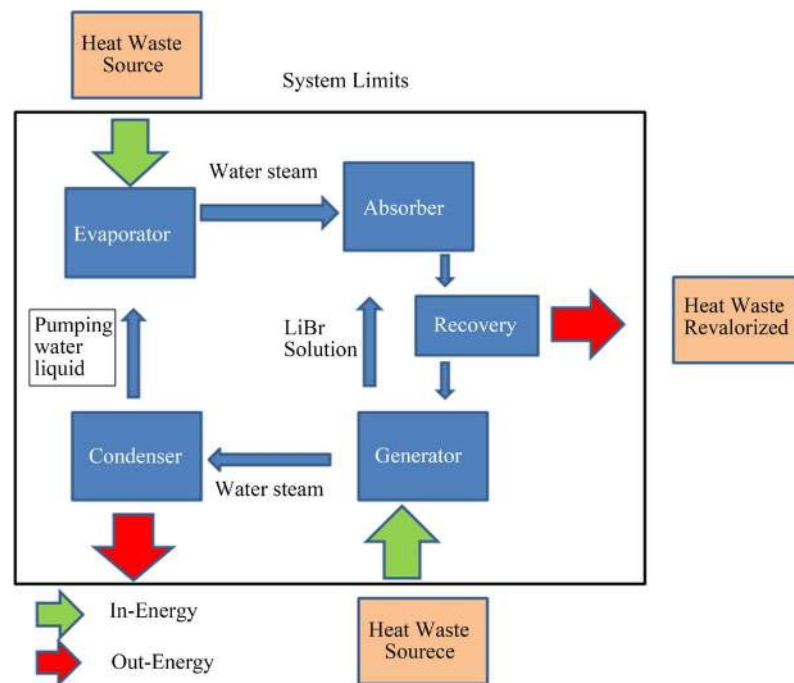 Heat Waste
Source
System Limits
Water steam
Evaporator
Absorber
Pumping
water
liquid
LiBr
Solution
Recovery
Heat Waste
Revalorized
Condenser
Generator
Water steam
In-Energy
Heat Waste
Sourece
Out-Energy